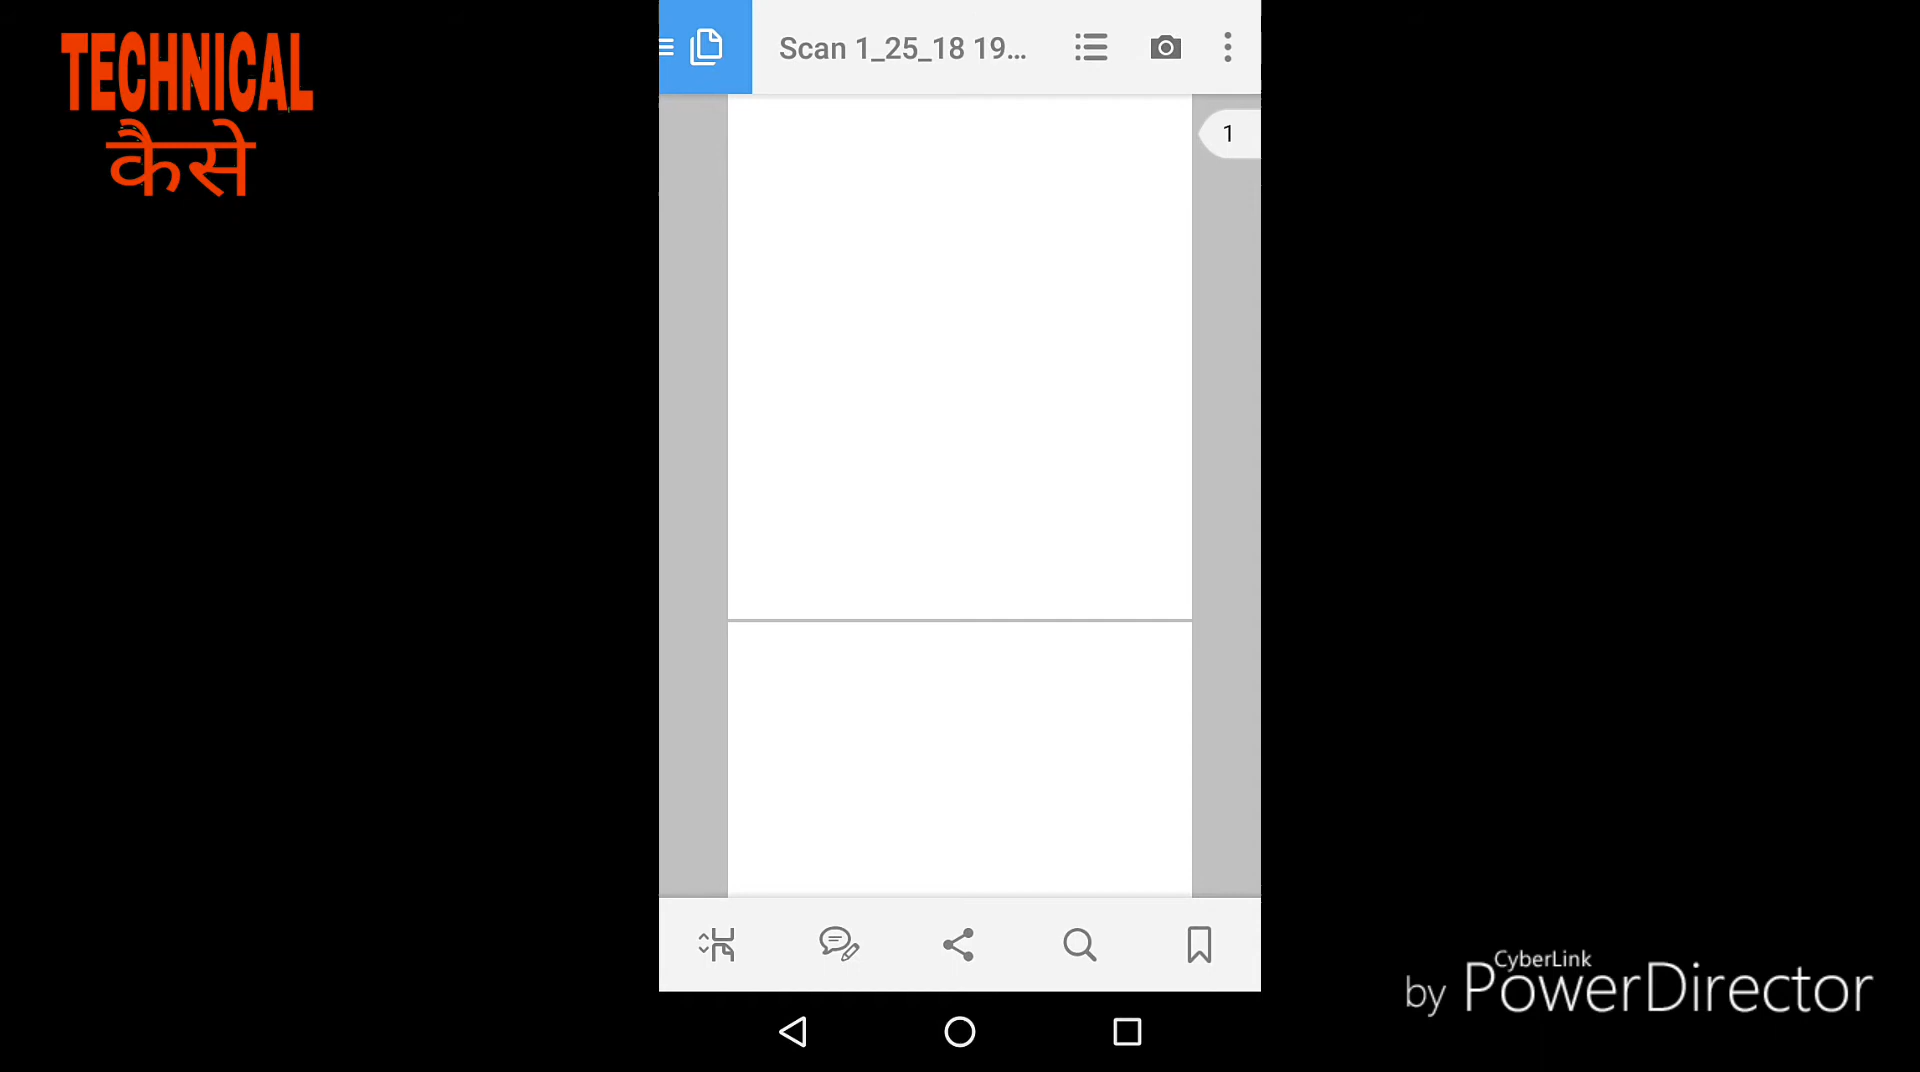 TECHNICAL
कैसे
Scan 1_25_18 19...
1
CyberLink
by PowerDirector